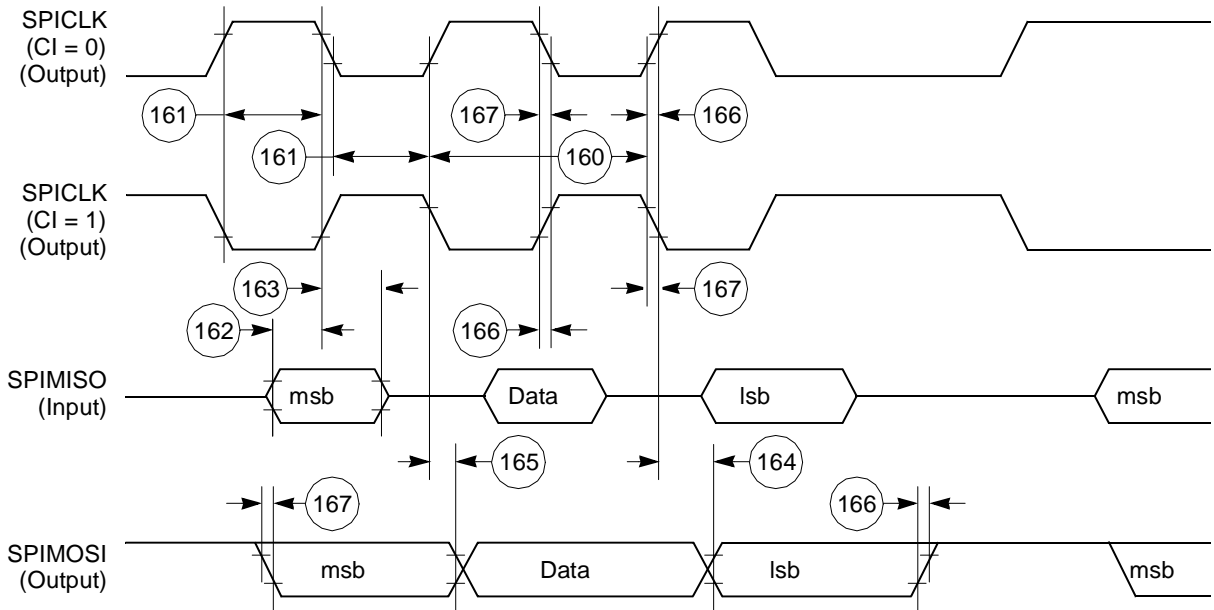 SPICLK
(CI = 0)
(Output)
161
167
166
161
160
SPICLK
(CI = 1)
(Output)
163
167
162
166
SPIMISO
(Input)
msb
Data
lsb
msb
165
164
167
166
SPIMOSI
(Output)
msb
Data
lsb
msb